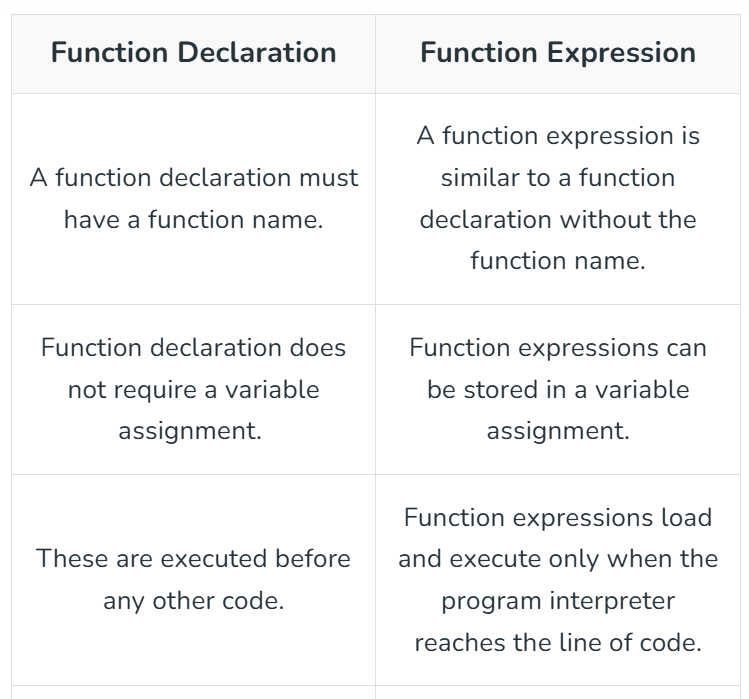 Function Declaration
Function Expression
A function declaration must
have a function name.
A function expression is
similar to a function
declaration without the
function name.
Function declaration does
not require a variable
assignment.
Function expressions can
be stored in a variable
assignment.
These are executed before
any other code.
Function expressions load
and execute only when the
program interpreter
reaches the line of code.